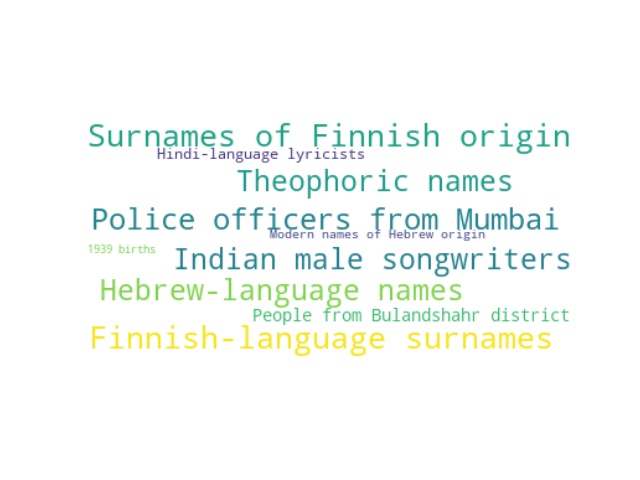 Surnames of Finnish origin
Hindi-language lyricists
Theophoric names
Police officers from Mumbai
Modern names of Hebrew origin
1939 births
Indian male songwriters
Hebrew-language names
People from Bulandshahr district
Finnish-language surnames